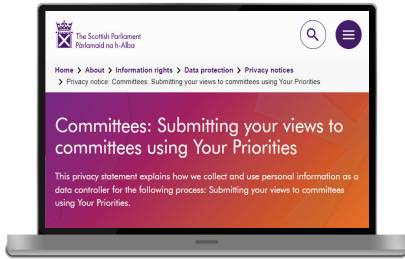 The Scottish Parliament
Pàrlamaid na h-Alba
Home > About > Information rights > Data protection > Privacy notices
> Privacy notice: Committees: Submitting your views to committees using Your Priorities
Committees: Submitting your views to
committees using Your Priorities
This privacy statement explains how we collect and use personal information as a
data controller for the following process: Submitting your views to committees
using Your Priorities.